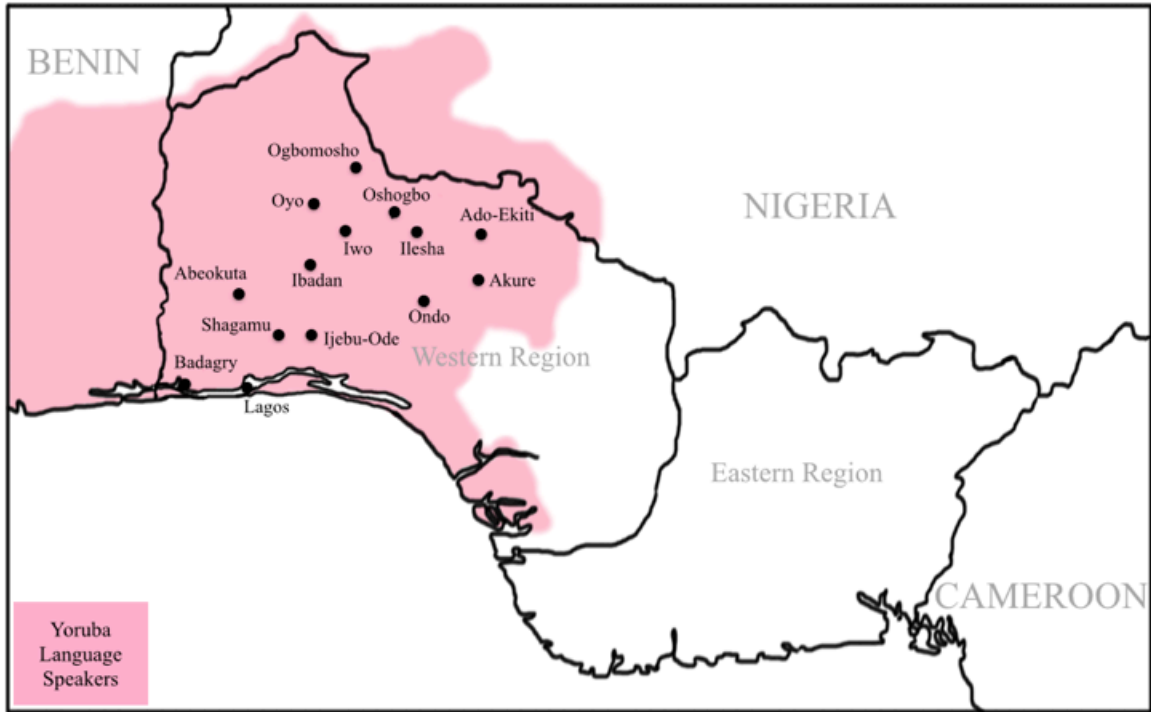 BENIN
Ogbomosho
NIGERIA
Oyo
Oshogbo
Ado-Ekiti
Iwo
Ilesha
Abeokuta
Ibadan
Akure
Ondo
Shagamu
Ijebu-Ode
Western Region
Badagry
Lagos
Eastern Region
CAMEROON
Yoruba
Language
Speakers